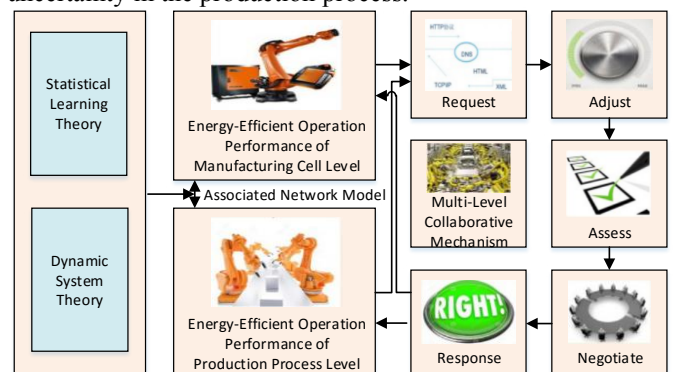 uncertainty in the production process.
Statistical
Learning
Theory
Dynamic
System
Theory
Energy-Efficient Operation
Performance of
Manufacturing Cell Level
Associated Network Model
Energy-Efficient Operation
Performance of
Production Process Level
DNS
HTML
TCP/IP
XML
Request
Adjust
Multi-Level
Collaborative
Mechanism
Assess
RIGHT!
Response
Negotiate